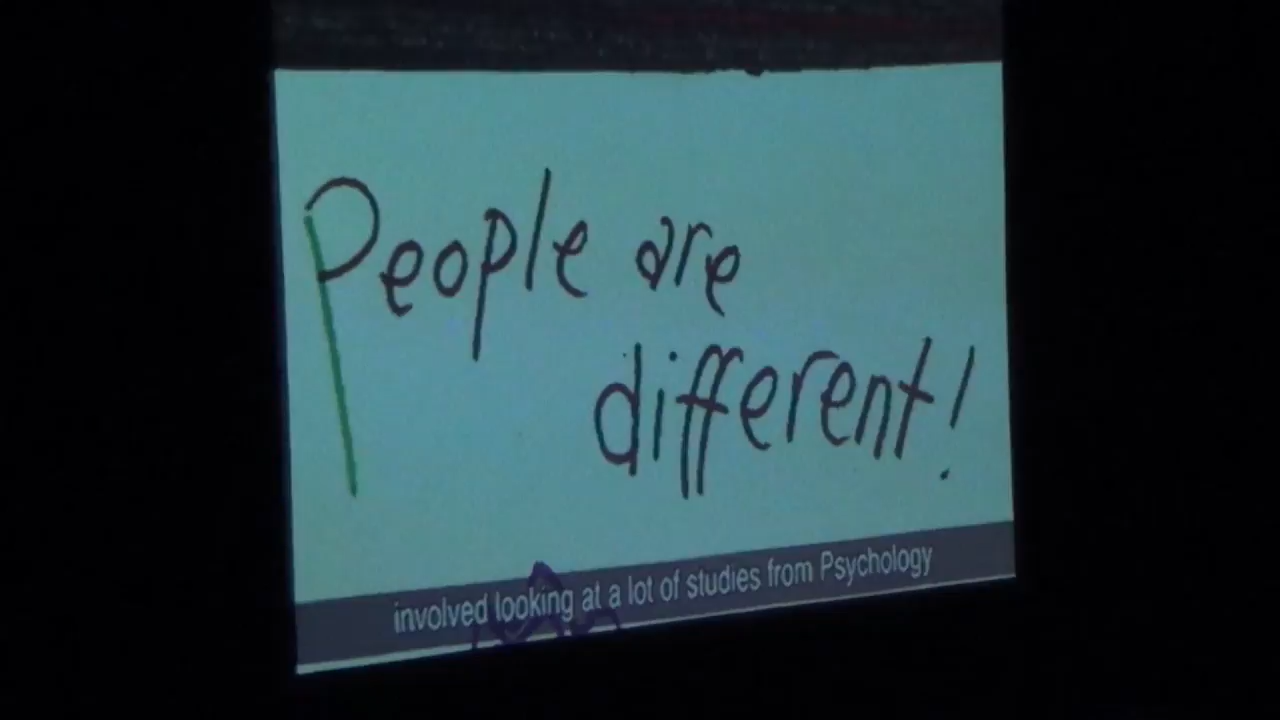 People are
different!
involved looking at a lot of studies from Psychology